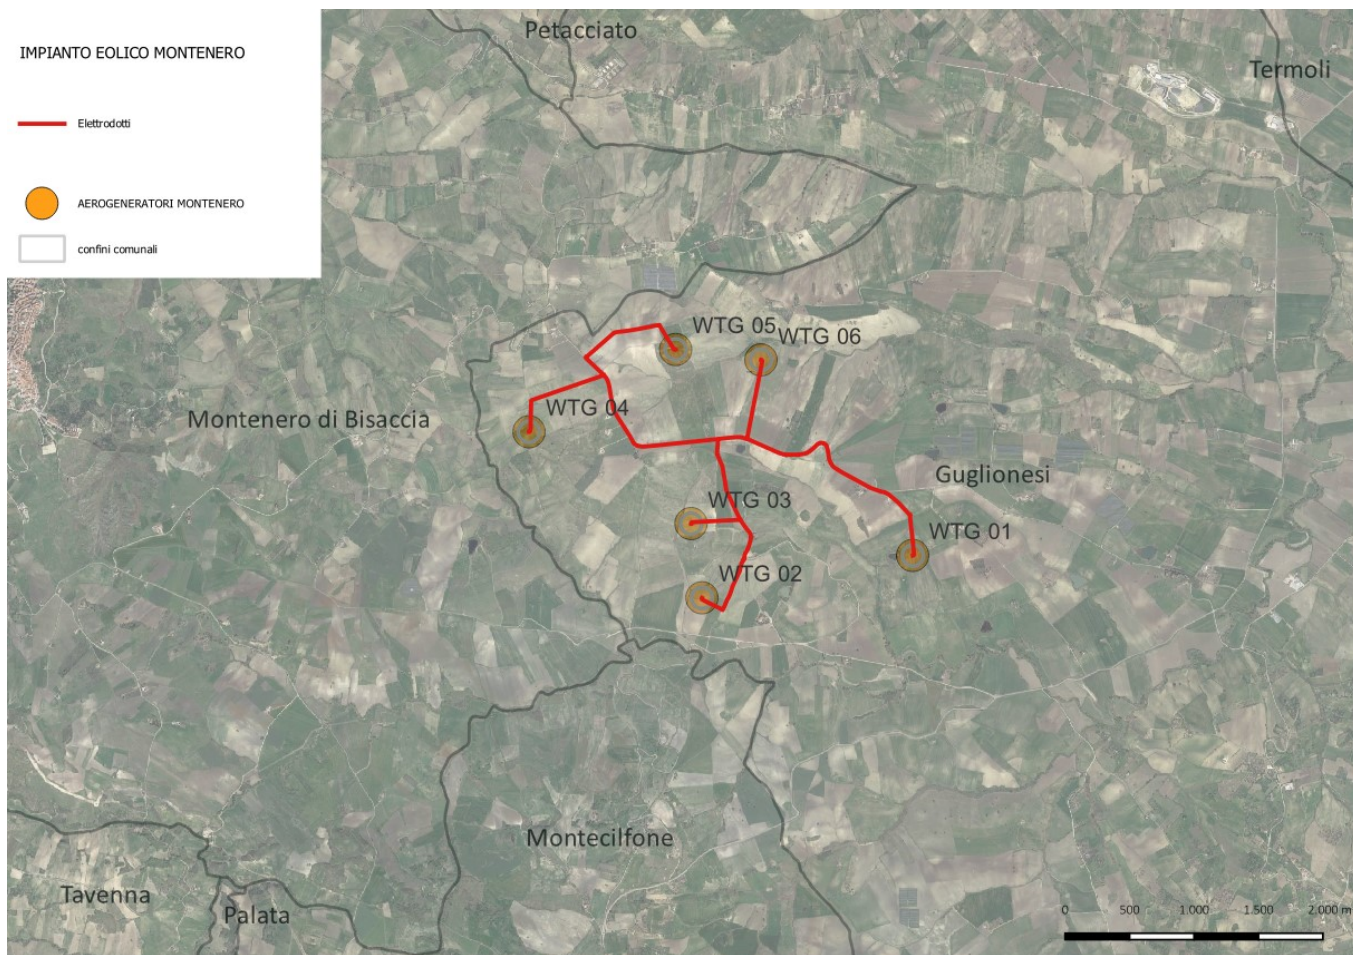 IMPIANTO EOLICO MONTENERO
Elettrodotti
AEROGENERATORI MONTENERO
confini comunali
Petacciato
Termoli
WTG 05
WTG 06
Montenero di Bisaccia
WTG 04
Guglionesi
WTG 03
WTG 01
WTG 02
Montecilfone
Tavenna
Palata
0 500 1.000 1.500 2.000 m